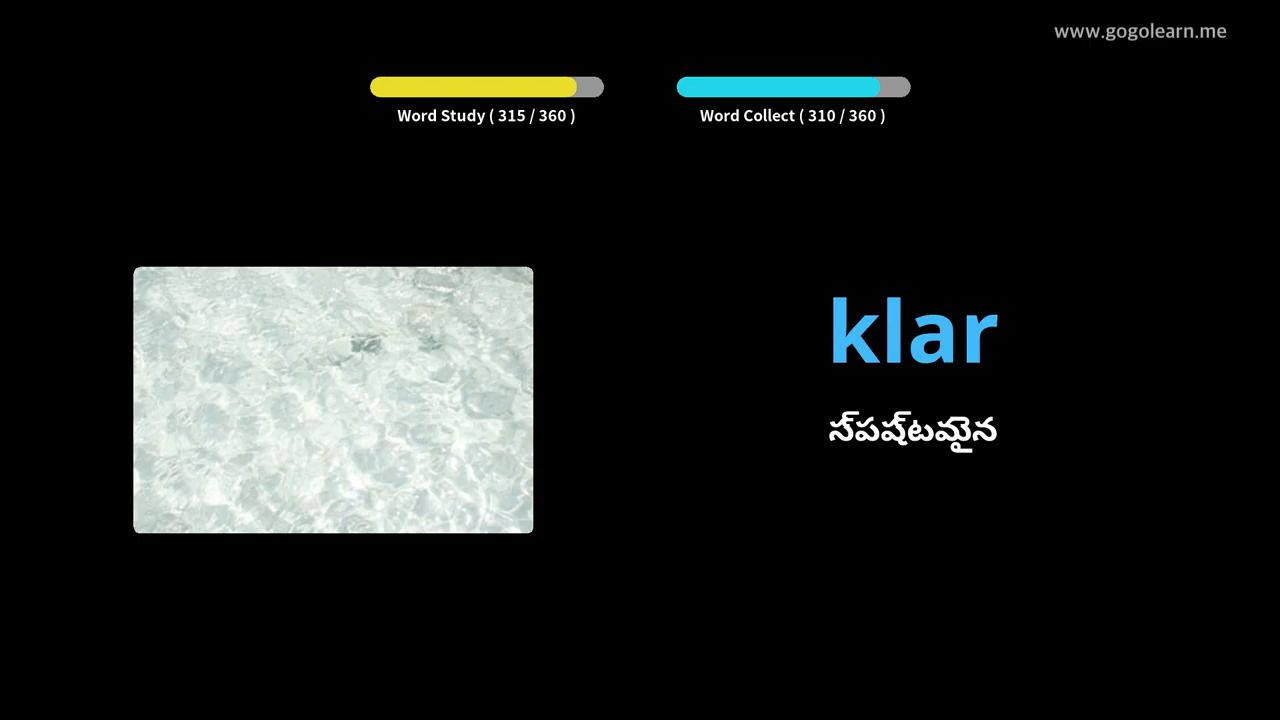 www.gogolearn.me
Word Study ( 315 / 360 )
Word Collect ( 310 / 360 )
klar
స్‌పష్‌టమైన